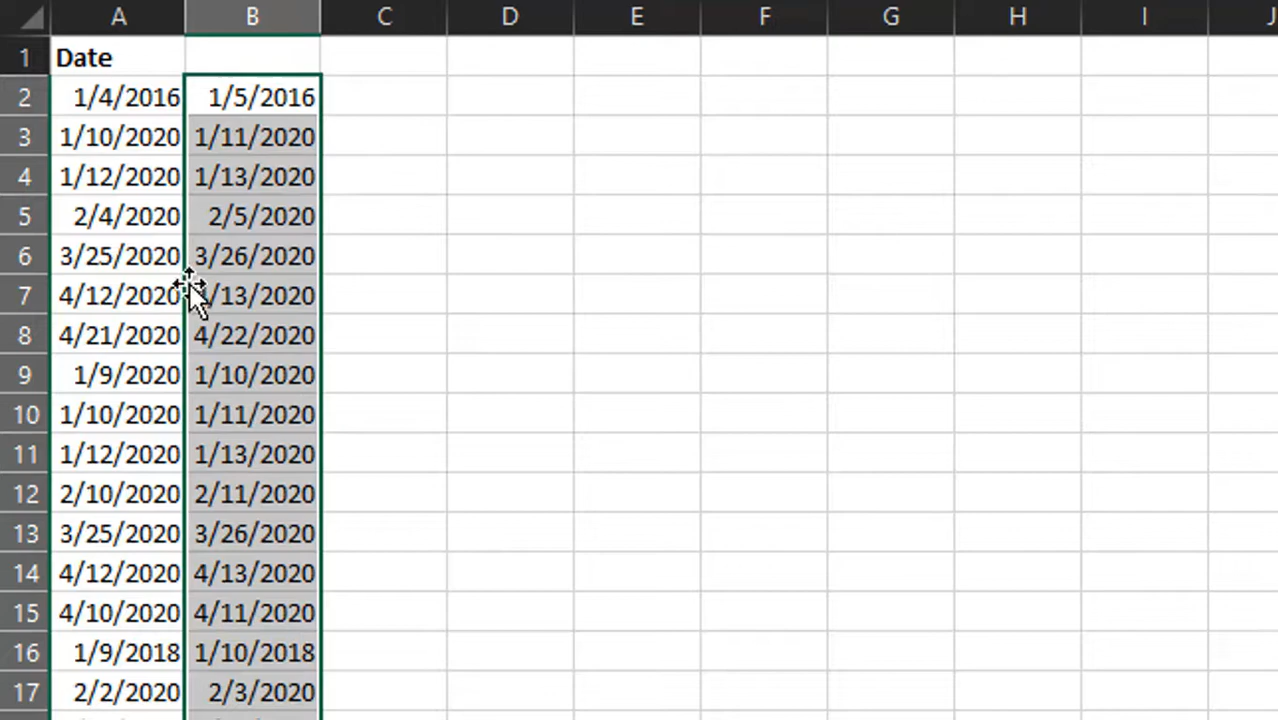 A B C D E F G H I J
1 Date
2 1/4/2016 1/5/2016
3 1/10/2020 1/11/2020
4 1/12/2020 1/13/2020
5 2/4/2020 2/5/2020
6 3/25/2020 3/26/2020
7 4/12/2020 /13/2020
8 4/21/2020 4/22/2020
9 1/9/2020 1/10/2020
10 1/10/2020 1/11/2020
11 1/12/2020 1/13/2020
12 2/10/2020 2/11/2020
13 3/25/2020 3/26/2020
14 4/12/2020 4/13/2020
15 4/10/2020 4/11/2020
16 1/9/2018 1/10/2018
17 2/2/2020 2/3/2020